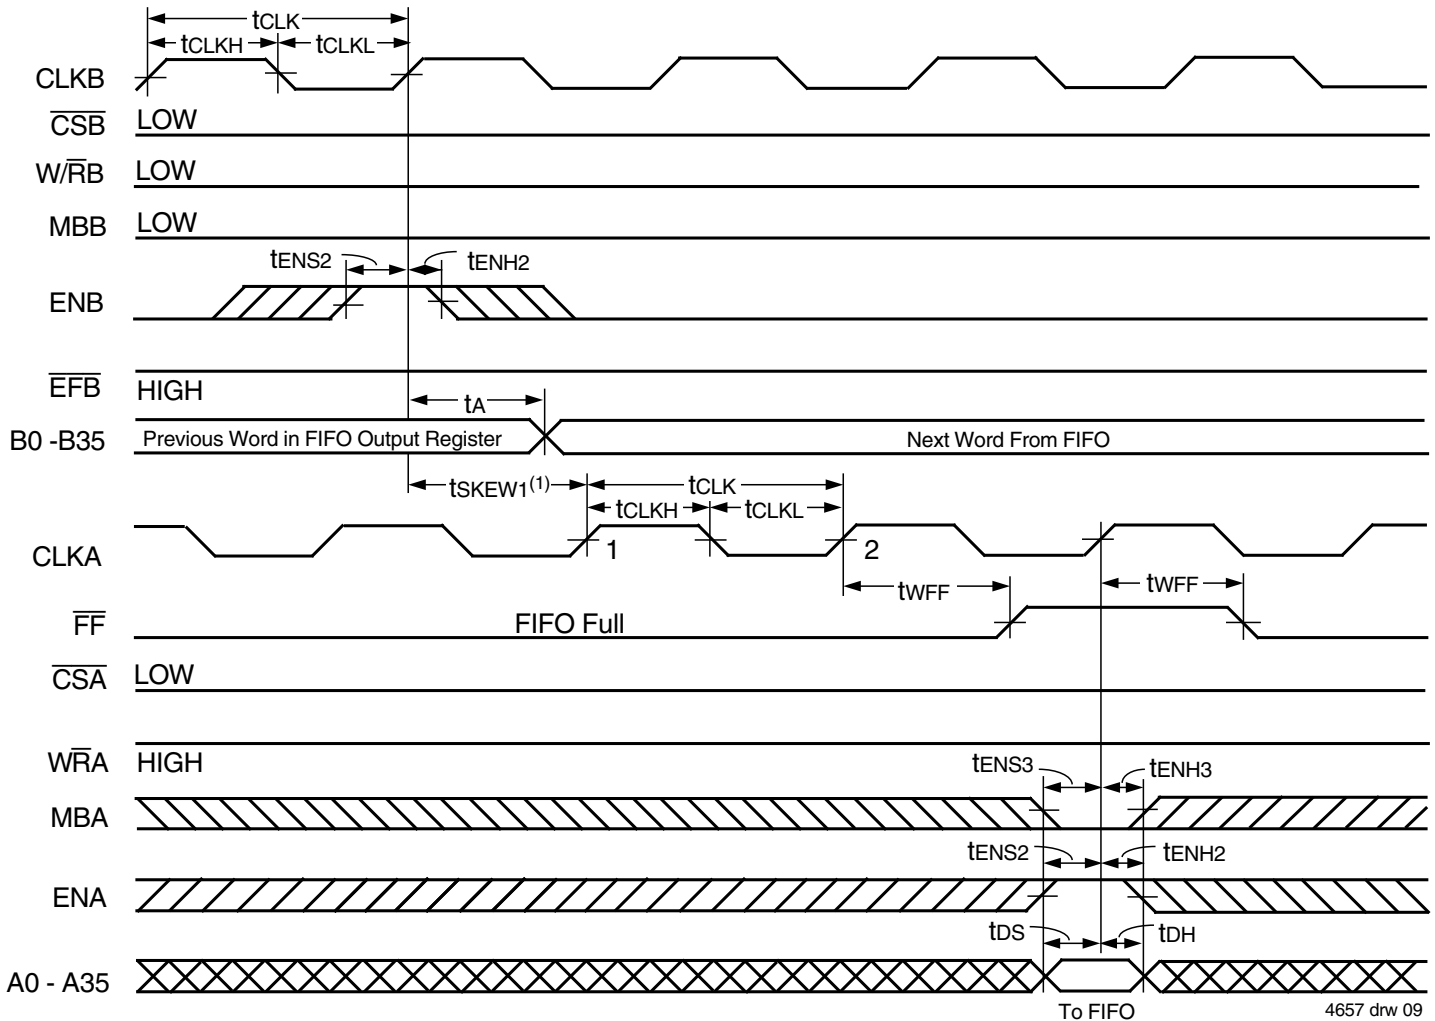 tCLK
tCLKH tCLKL
CLKB
CSB LOW
W/RB LOW
MBB LOW
tENS2 tENH2
ENB
EFB HIGH
tA
B0 -B35 Previous Word in FIFO Output Register Next Word From FIFO
tSKEW1(1) tCLK
tCLKH tCLKL
CLKA 1 2
tWFF tWFF
FF FIFO Full
CSA LOW
WRA HIGH
tENS3 tENH3
MBA
tENS2 tENH2
ENA
tDS tDH
A0 - A35
To FIFO 4657 drw 09